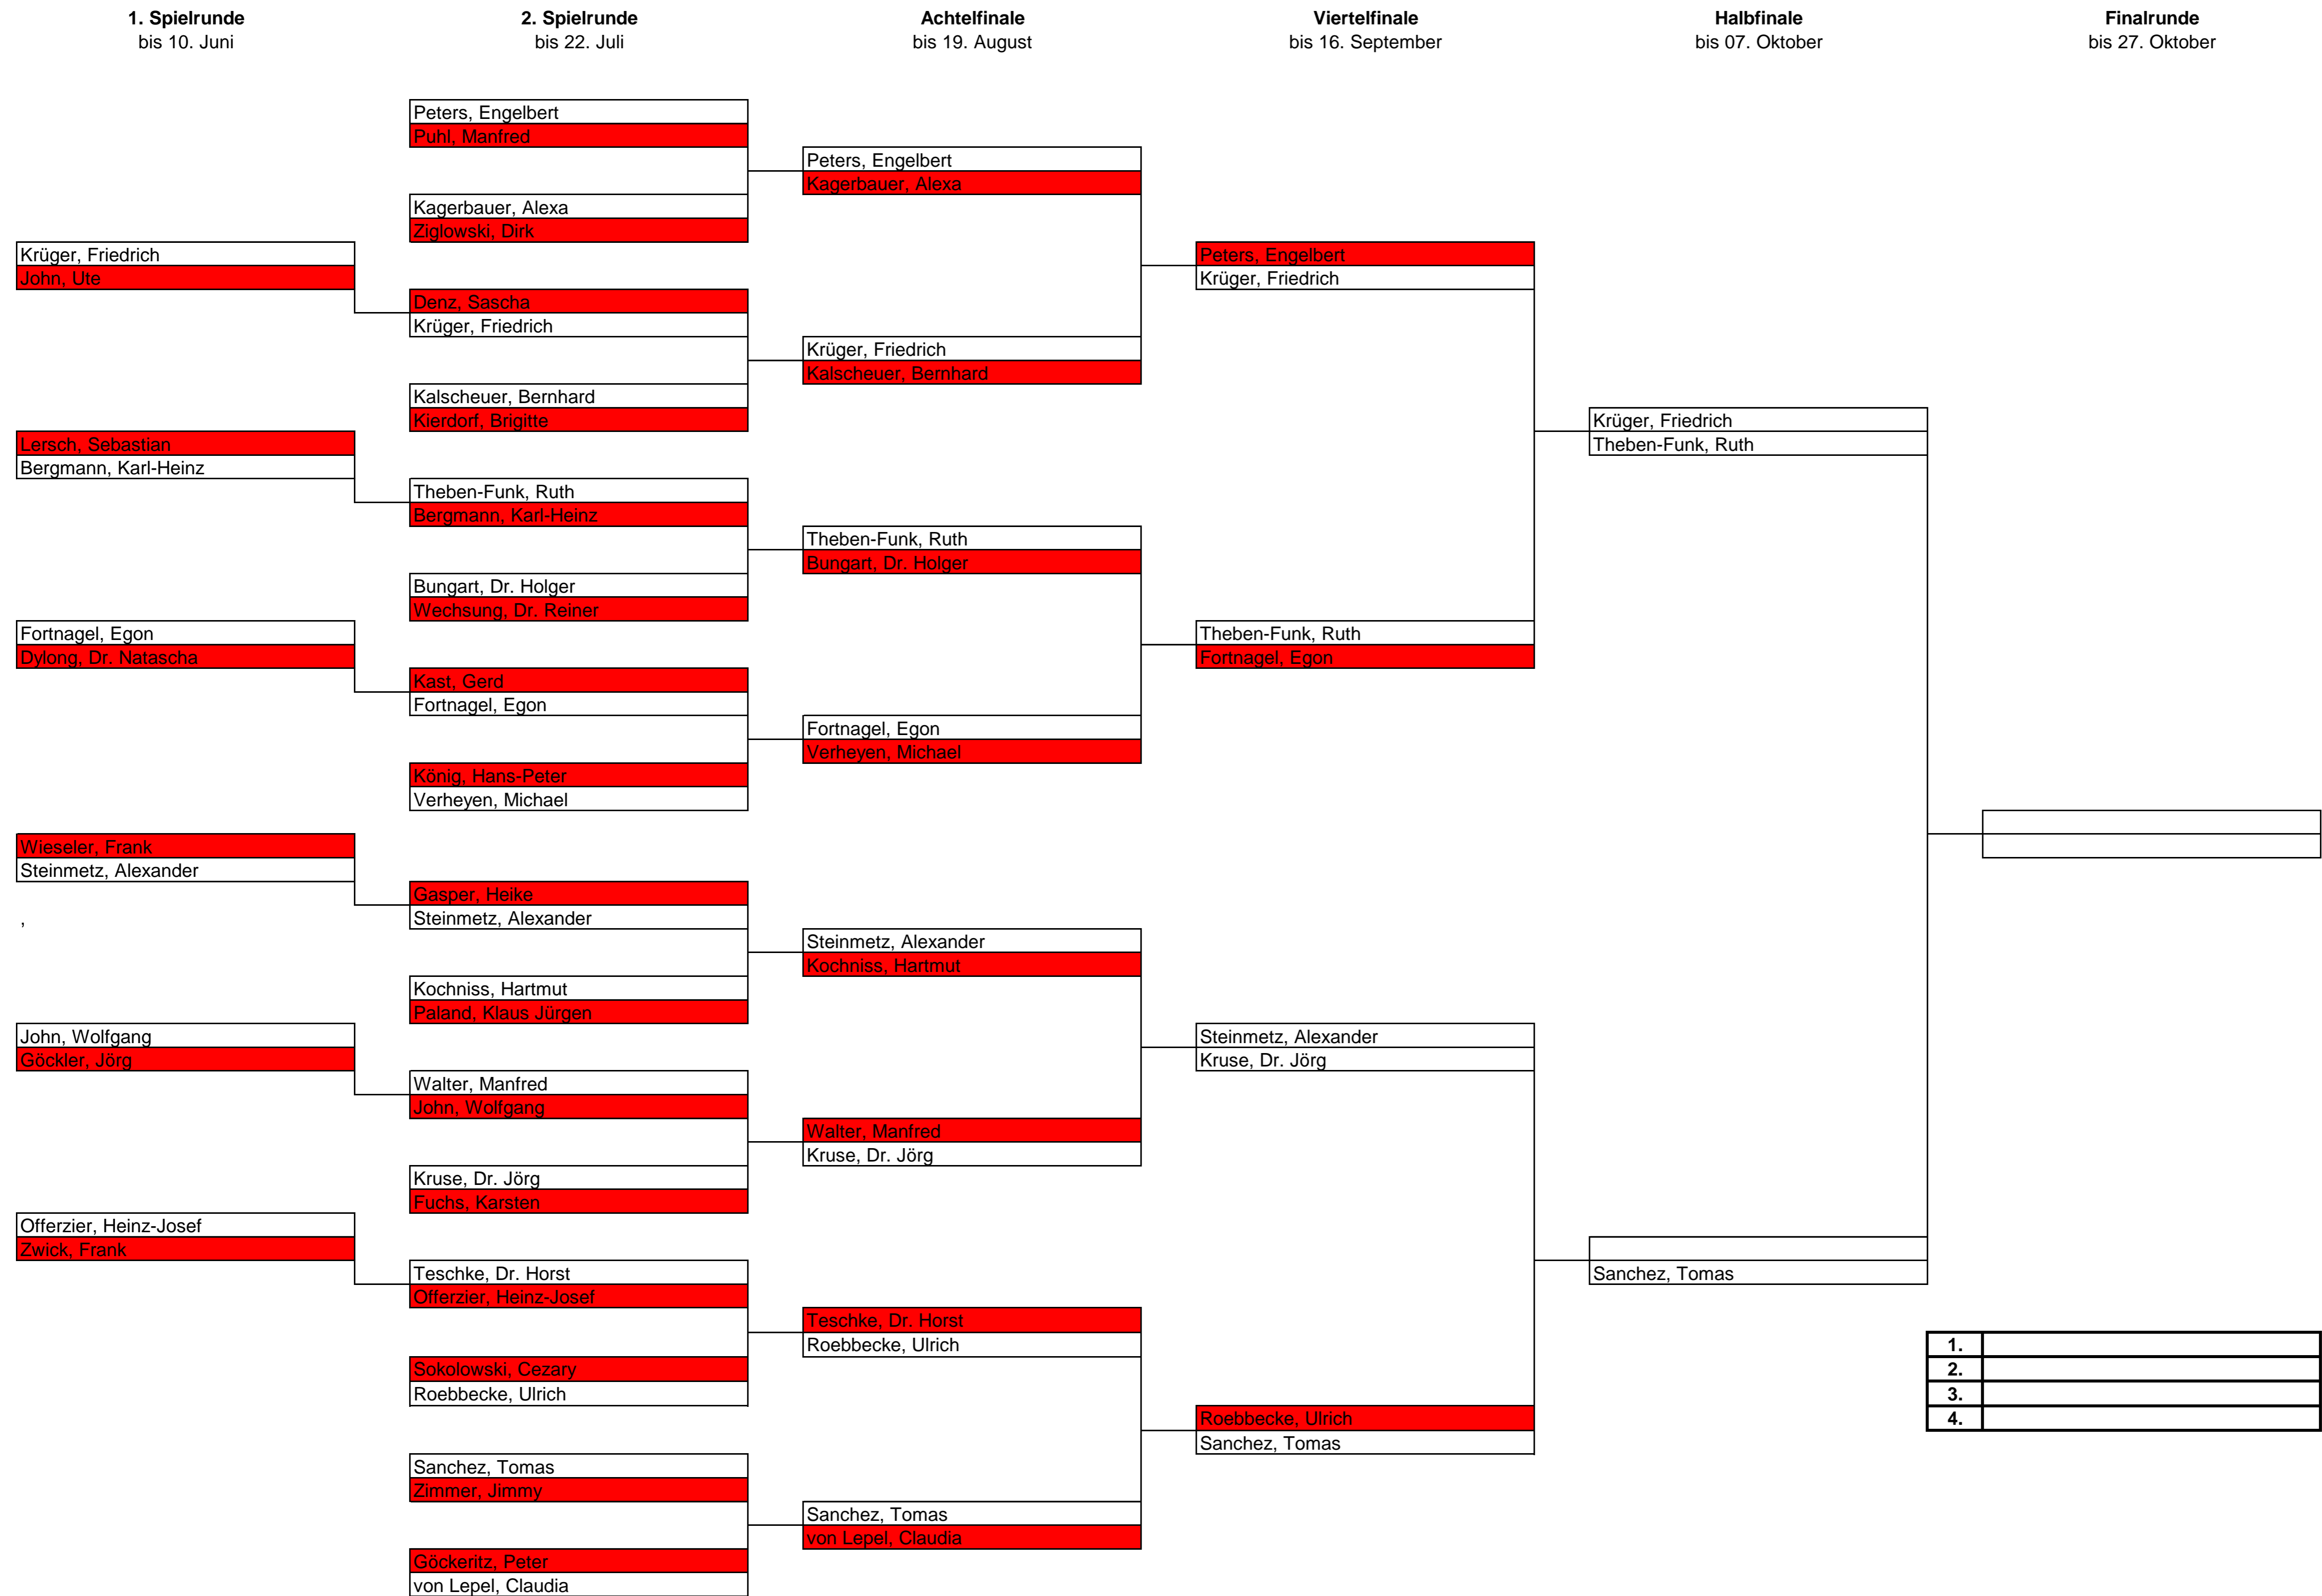 1. Spielrunde
bis 10. Juni
2. Spielrunde
bis 22. Juli
Achtelfinale
bis 19. August
Viertelfinale
bis 16. September
Halbfinale
bis 07. Oktober
Finalrunde
bis 27. Oktober
Krüger, Friedrich
John, Ute
Lersch, Sebastian
Bergmann, Karl-Heinz
Fortnagel, Egon
Dylong, Dr. Natascha
Wieseler, Frank
Steinmetz, Alexander
,
John, Wolfgang
Göckler, Jörg
Offerzier, Heinz-Josef
Zwick, Frank
Peters, Engelbert
Puhl, Manfred
Kagerbauer, Alexa
Ziglowski, Dirk
Denz, Sascha
Krüger, Friedrich
Kalscheuer, Bernhard
Kierdorf, Brigitte
Theben-Funk, Ruth
Bergmann, Karl-Heinz
Bungart, Dr. Holger
Wechsung, Dr. Reiner
Kast, Gerd
Fortnagel, Egon
König, Hans-Peter
Verheyen, Michael
Gasper, Heike
Steinmetz, Alexander
Kochniss, Hartmut
Paland, Klaus Jürgen
Walter, Manfred
John, Wolfgang
Kruse, Dr. Jörg
Fuchs, Karsten
Teschke, Dr. Horst
Offerzier, Heinz-Josef
Sokolowski, Cezary
Roebbecke, Ulrich
Sanchez, Tomas
Zimmer, Jimmy
Göckeritz, Peter
von Lepel, Claudia
Peters, Engelbert
Kagerbauer, Alexa
Krüger, Friedrich
Kalscheuer, Bernhard
Theben-Funk, Ruth
Bungart, Dr. Holger
Fortnagel, Egon
Verheyen, Michael
Steinmetz, Alexander
Kochniss, Hartmut
Walter, Manfred
Kruse, Dr. Jörg
Teschke, Dr. Horst
Roebbecke, Ulrich
Sanchez, Tomas
von Lepel, Claudia
Peters, Engelbert
Krüger, Friedrich
Theben-Funk, Ruth
Fortnagel, Egon
Steinmetz, Alexander
Kruse, Dr. Jörg
Roebbecke, Ulrich
Sanchez, Tomas
Krüger, Friedrich
Theben-Funk, Ruth
Sanchez, Tomas
1.
2.
3.
4.